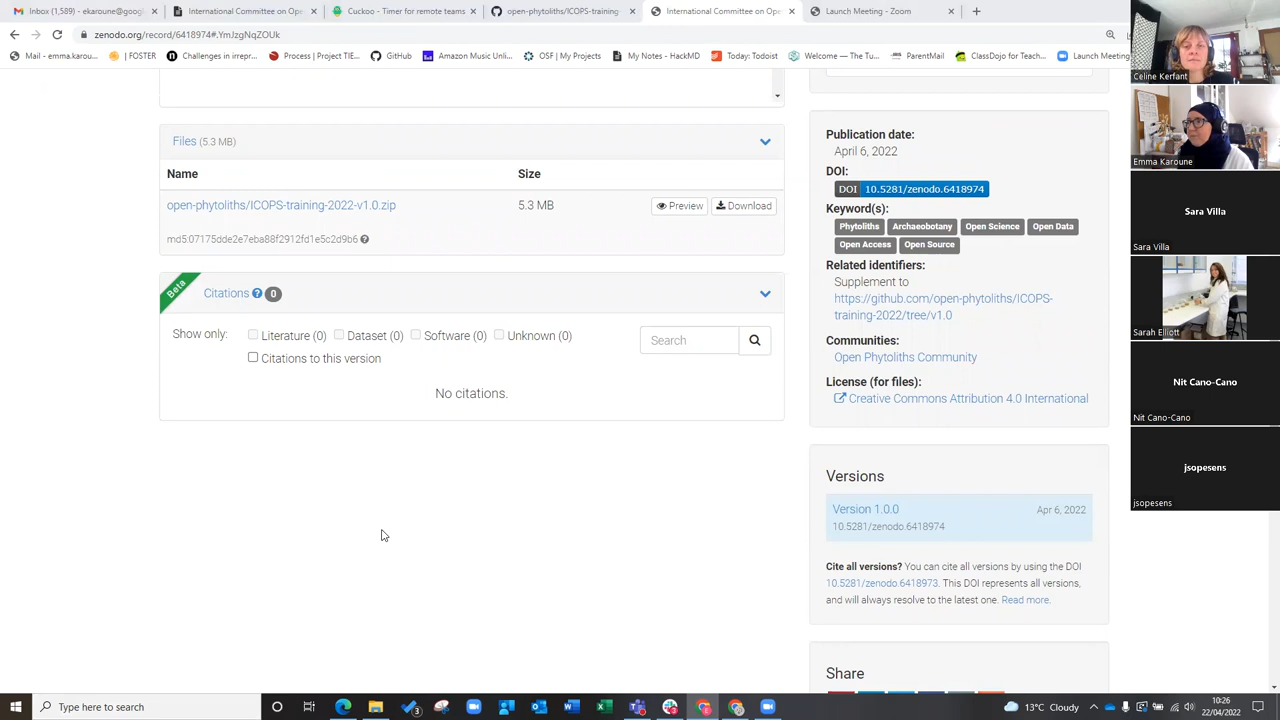 Inbox (1,589) - ekaroune@googl
International Committee on Open
Cuckoo - Timer for remote teams
open-phytoliths/ICOPS-training
International Committee on Open
Launch Meeting - Zoom
zenodo.org/record/6418974#.YmJzgNqZOUk
Mail - emma.karou...
| FOSTER
Challenges in irrepr...
Process | Project TIE...
GitHub
Amazon Music Unli...
OSF | My Projects
My Notes - HackMD
Today: Todoist
Welcome — The Tu...
ParentMail
ClassDojo for Teach...
Launch Meeting
Celine Kerfant
Files (5.3 MB)
Name
Size
open-phytoliths/ICOPS-training-2022-v1.0.zip
5.3 MB
Preview
Download
md5:07175dde2e7eba88f2912fd1e5c2d9b6
Beta
Citations
0
Show only:
Literature (0)
Dataset (0)
Software (0)
Unknown (0)
Citations to this version
Search
No citations.
Publication date:
April 6, 2022
DOI:
DOI 10.5281/zenodo.6418974
Keyword(s):
Phytoliths
Archaeobotany
Open Science
Open Data
Open Access
Open Source
Related identifiers:
Supplement to
https://github.com/open-phytoliths/ICOPS-
training-2022/tree/v1.0
Communities:
Open Phytoliths Community
License (for files):
Creative Commons Attribution 4.0 International
Versions
Version 1.0.0
Apr 6, 2022
10.5281/zenodo.6418974
Cite all versions? You can cite all versions by using the DOI
10.5281/zenodo.6418973. This DOI represents all versions,
and will always resolve to the latest one. Read more.
Share
Emma Karoune
Sara Villa
Sara Villa
Sarah Elliott
Nit Cano-Cano
Nit Cano-Cano
jsopesens
jsopesens
Type here to search
3
13°C Cloudy
10:26
22/04/2022